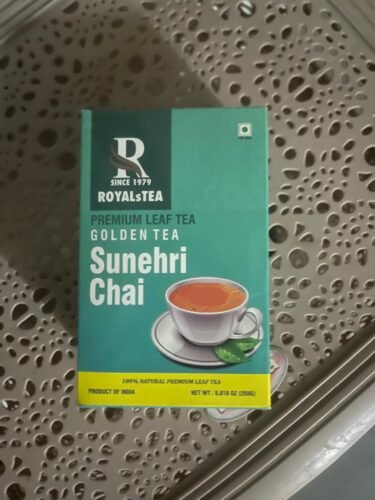 R
SINCE 1979
ROYALsTEA
PREMIUM LEAF TEA
GOLDEN TEA
Sunehri
Chai
100% NATURAL PREMIUM LEAF TEA
PRODUCT OF INDIA
NET WT : 8.818 OZ (250G)